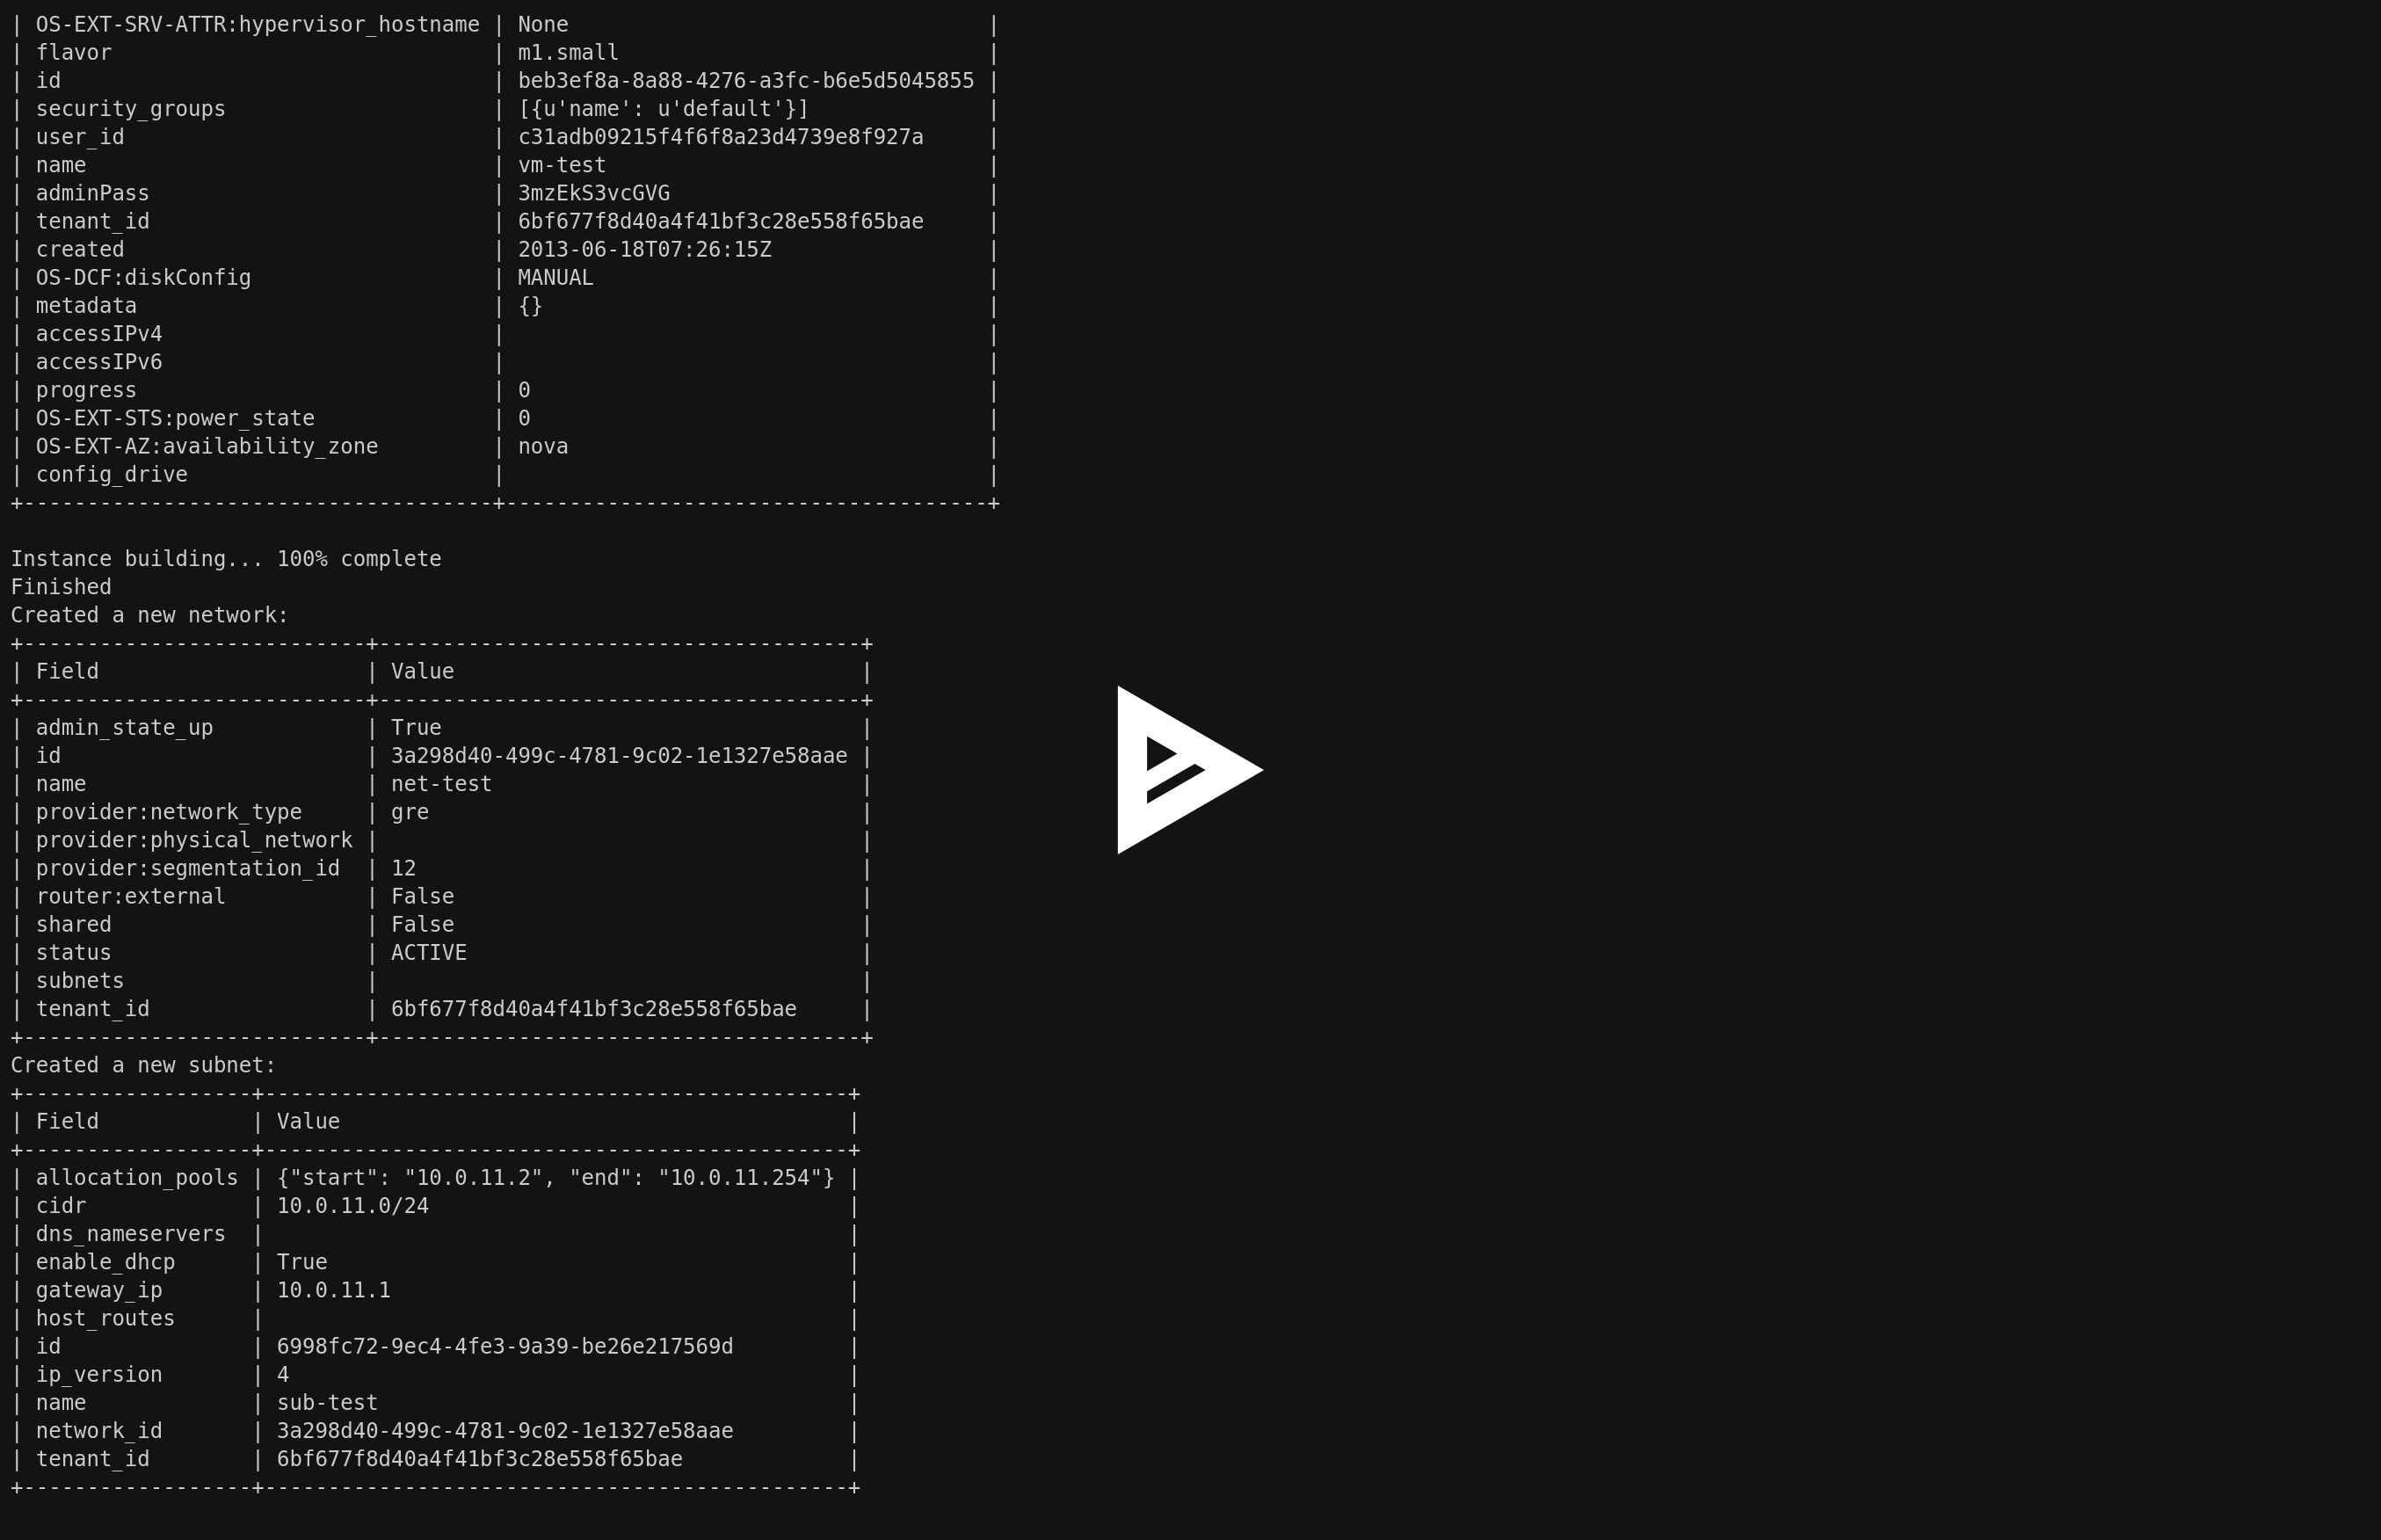 | OS-EXT-SRV-ATTR:hypervisor_hostname | None                                 |
| flavor                              | m1.small                             |
| id                                  | beb3ef8a-8a88-4276-a3fc-b6e5d5045855 |
| security_groups                     | [{u'name': u'default'}]              |
| user_id                             | c31adb09215f4f6f8a23d4739e8f927a     |
| name                                | vm-test                              |
| adminPass                           | 3mzEkS3vcGVG                         |
| tenant_id                           | 6bf677f8d40a4f41bf3c28e558f65bae     |
| created                             | 2013-06-18T07:26:15Z                 |
| OS-DCF:diskConfig                   | MANUAL                               |
| metadata                            | {}                                   |
| accessIPv4                          |                                      |
| accessIPv6                          |                                      |
| progress                            | 0                                    |
| OS-EXT-STS:power_state              | 0                                    |
| OS-EXT-AZ:availability_zone         | nova                                 |
| config_drive                        |                                      |
+-------------------------------------+--------------------------------------+

Instance building... 100% complete
Finished
Created a new network:
+---------------------------+--------------------------------------+
| Field                     | Value                                |
+---------------------------+--------------------------------------+
| admin_state_up            | True                                 |
| id                        | 3a298d40-499c-4781-9c02-1e1327e58aae |
| name                      | net-test                             |
| provider:network_type     | gre                                  |
| provider:physical_network |                                      |
| provider:segmentation_id  | 12                                   |
| router:external           | False                                |
| shared                    | False                                |
| status                    | ACTIVE                               |
| subnets                   |                                      |
| tenant_id                 | 6bf677f8d40a4f41bf3c28e558f65bae     |
+---------------------------+--------------------------------------+
Created a new subnet:
+------------------+----------------------------------------------+
| Field            | Value                                        |
+------------------+----------------------------------------------+
| allocation_pools | {"start": "10.0.11.2", "end": "10.0.11.254"} |
| cidr             | 10.0.11.0/24                                 |
| dns_nameservers  |                                              |
| enable_dhcp      | True                                         |
| gateway_ip       | 10.0.11.1                                    |
| host_routes      |                                              |
| id               | 6998fc72-9ec4-4fe3-9a39-be26e217569d         |
| ip_version       | 4                                            |
| name             | sub-test                                     |
| network_id       | 3a298d40-499c-4781-9c02-1e1327e58aae         |
| tenant_id        | 6bf677f8d40a4f41bf3c28e558f65bae             |
+------------------+----------------------------------------------+